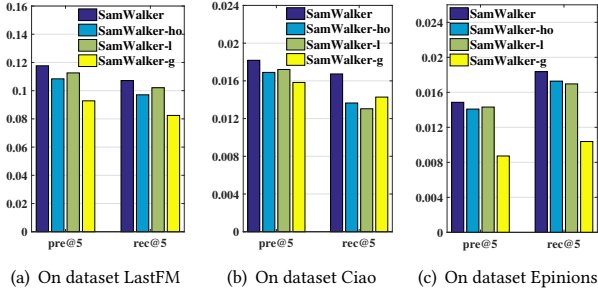 0.16
0.14
0.12
0.1
0.08
0.06
0.04
0.02
0
SamWalker
SamWalker-ho
SamWalker-l
SamWalker-g
pre@5
rec@5
(a) On dataset LastFM
0.024
0.02
0.016
0.012
0.008
0.004
0
SamWalker
SamWalker-ho
SamWalker-l
SamWalker-g
pre@5
rec@5
(b) On dataset Ciao
0.024
0.02
0.016
0.012
0.008
0.004
0
SamWalker
SamWalker-ho
SamWalker-l
SamWalker-g
pre@5
rec@5
(c) On dataset Epinions